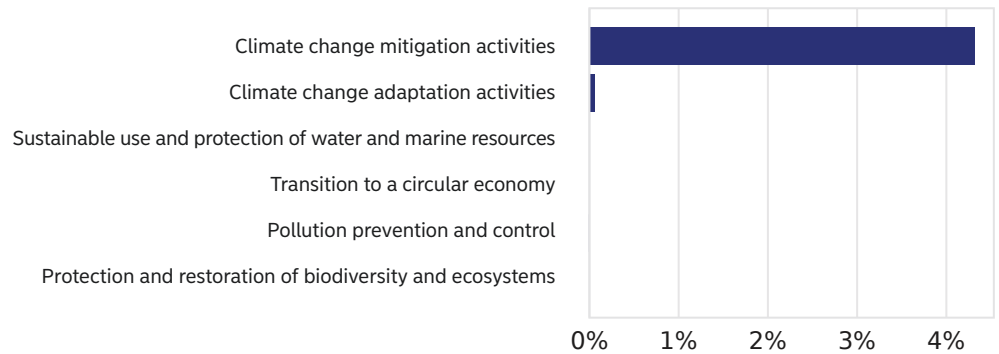 Climate change mitigation activities
Climate change adaptation activities
Sustainable use and protection of water and marine resources
Transition to a circular economy
Pollution prevention and control
Protection and restoration of biodiversity and ecosystems
0% 1% 2% 3% 4%